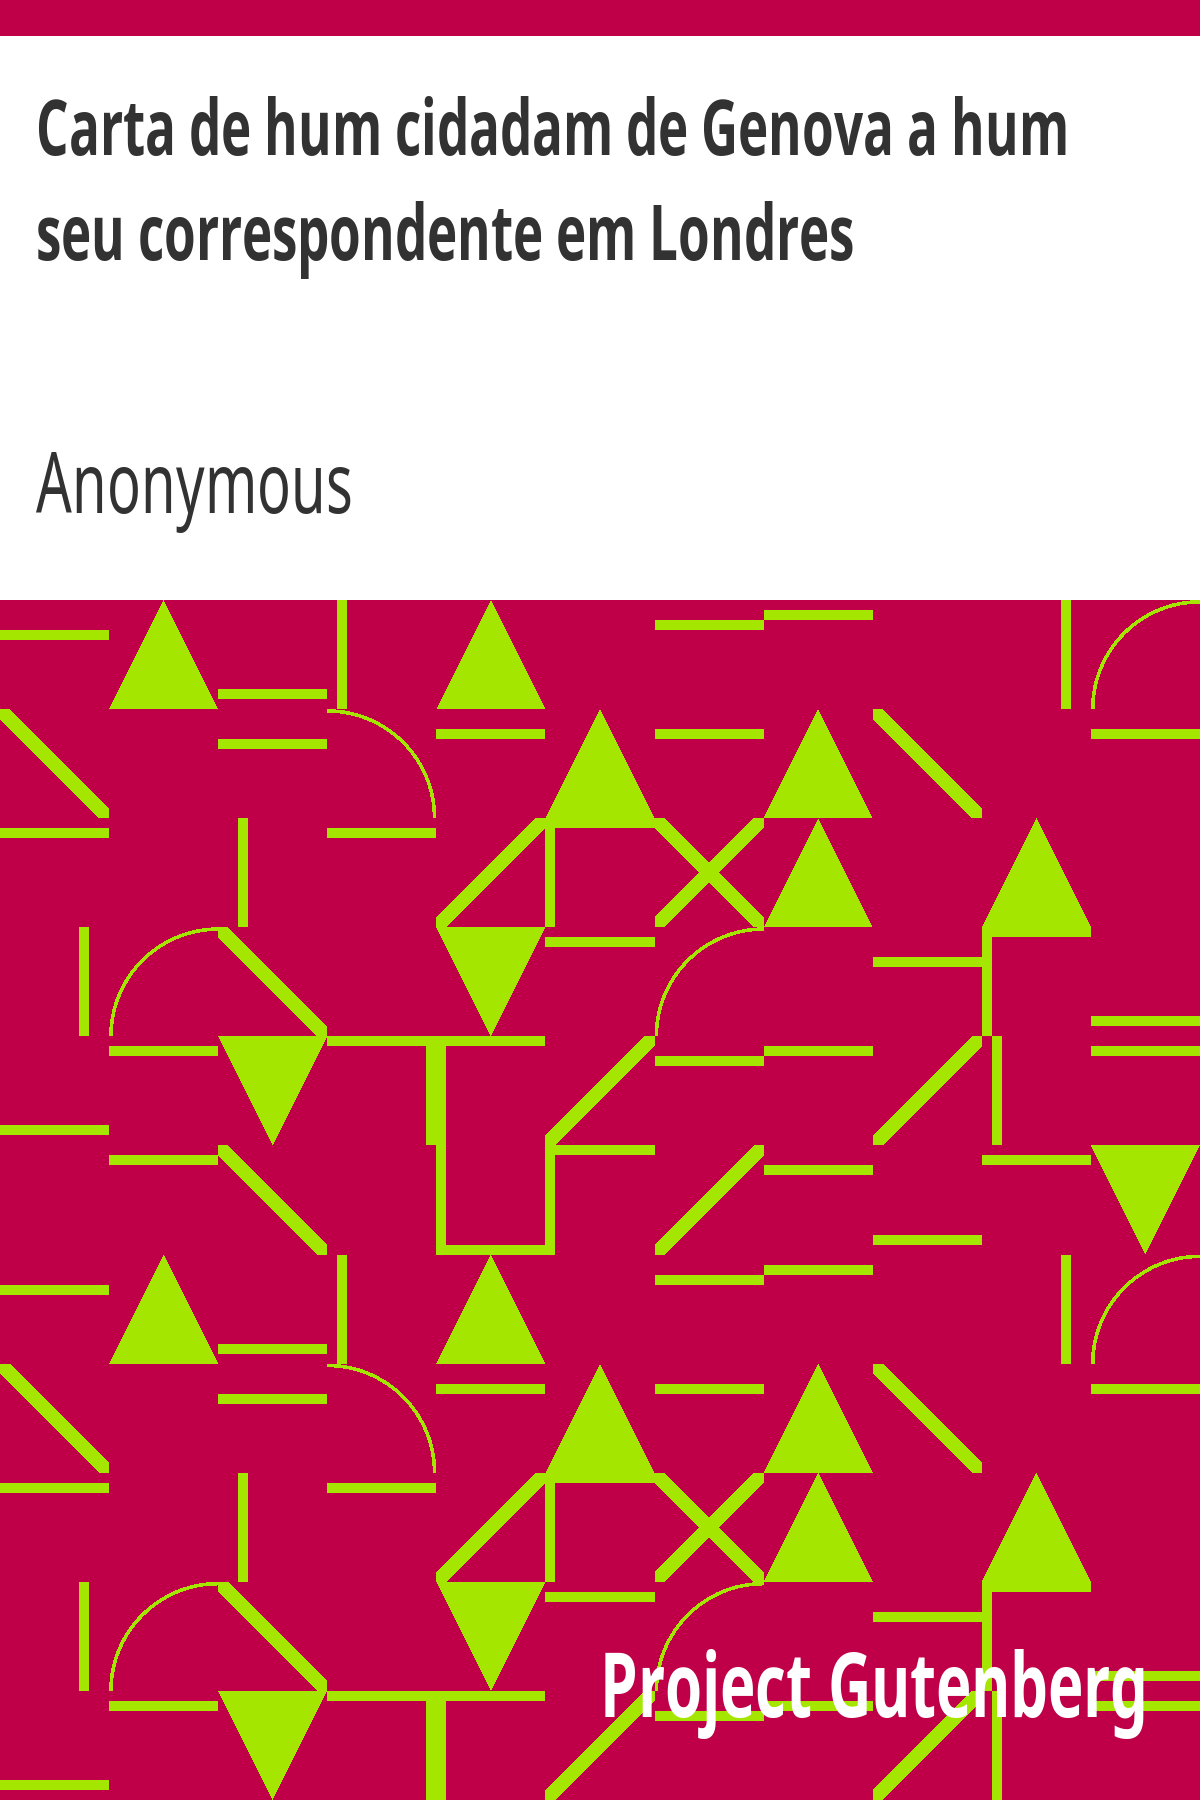 Carta de hum cidadam de Genova a hum
seu correspondente em Londres
Anonymous
Project Gutenberg